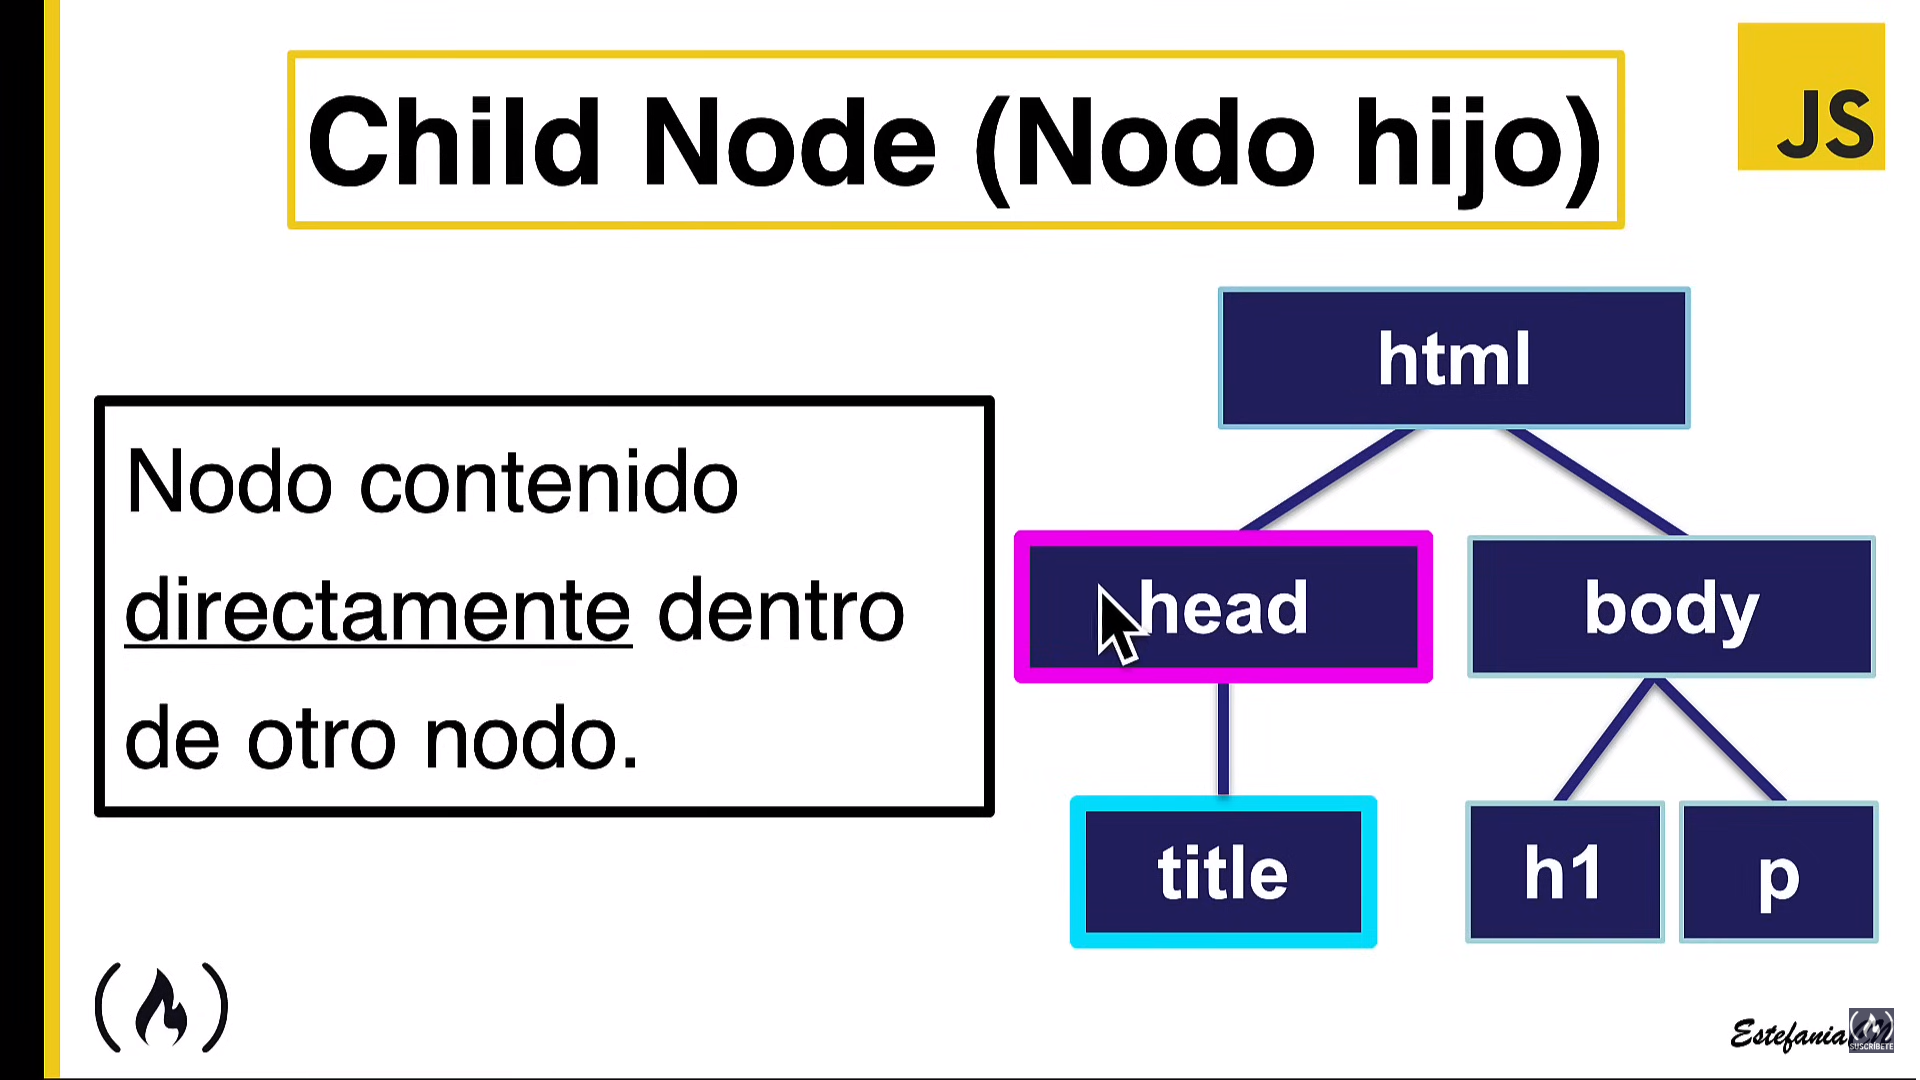 Child Node (Nodo hijo)
JS
html
Nodo contenido
directamente dentro
de otro nodo.
head
body
title
h1
p
Estefania
SUSCRÍBETE